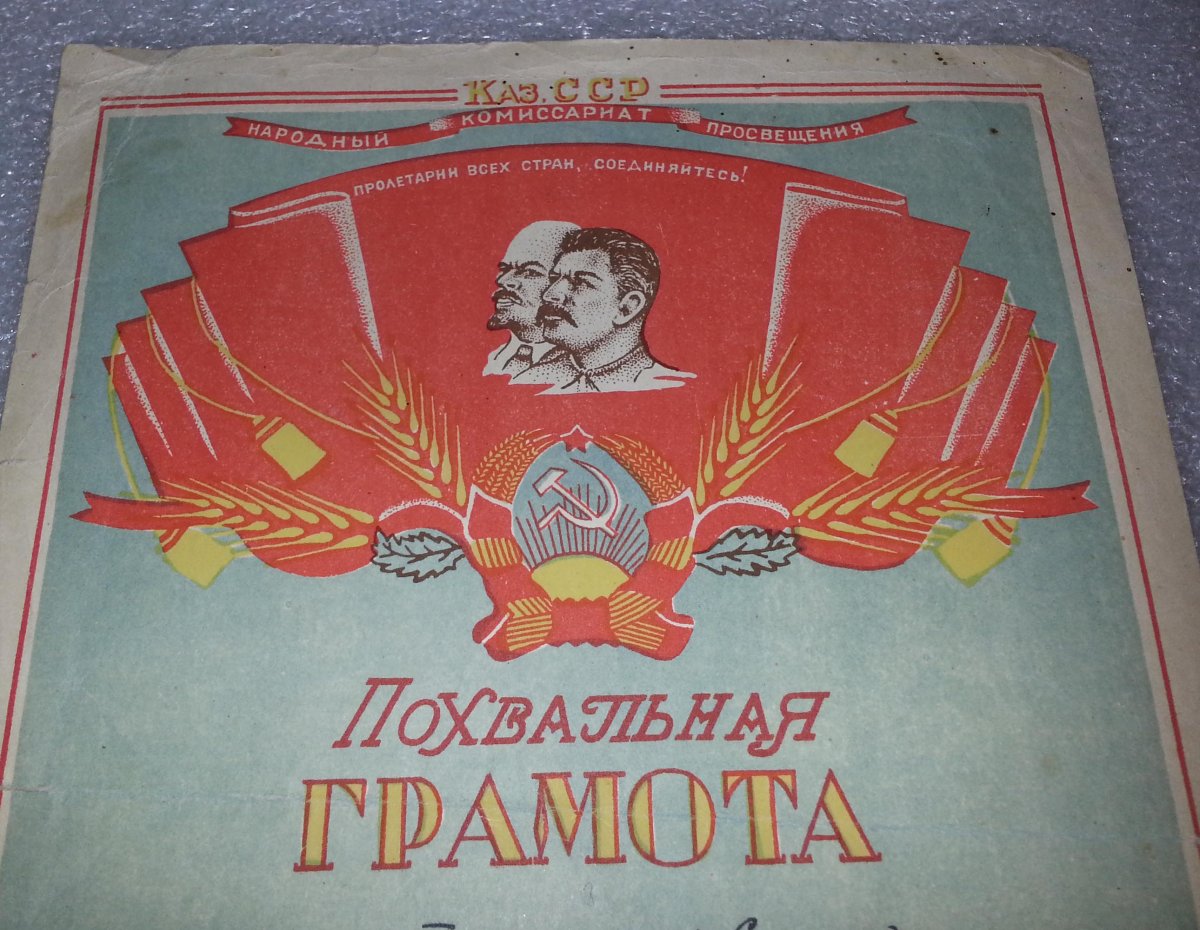 КАЗ. ССР
НАРОДНЫЙ КОМИССАРИАТ ПРОСВЕЩЕНИЯ
ПРОЛЕТАРИИ ВСЕХ СТРАН, СОЕДИНЯЙТЕСЬ!
ПОХВАЛЬНАЯ
ГРАМОТА